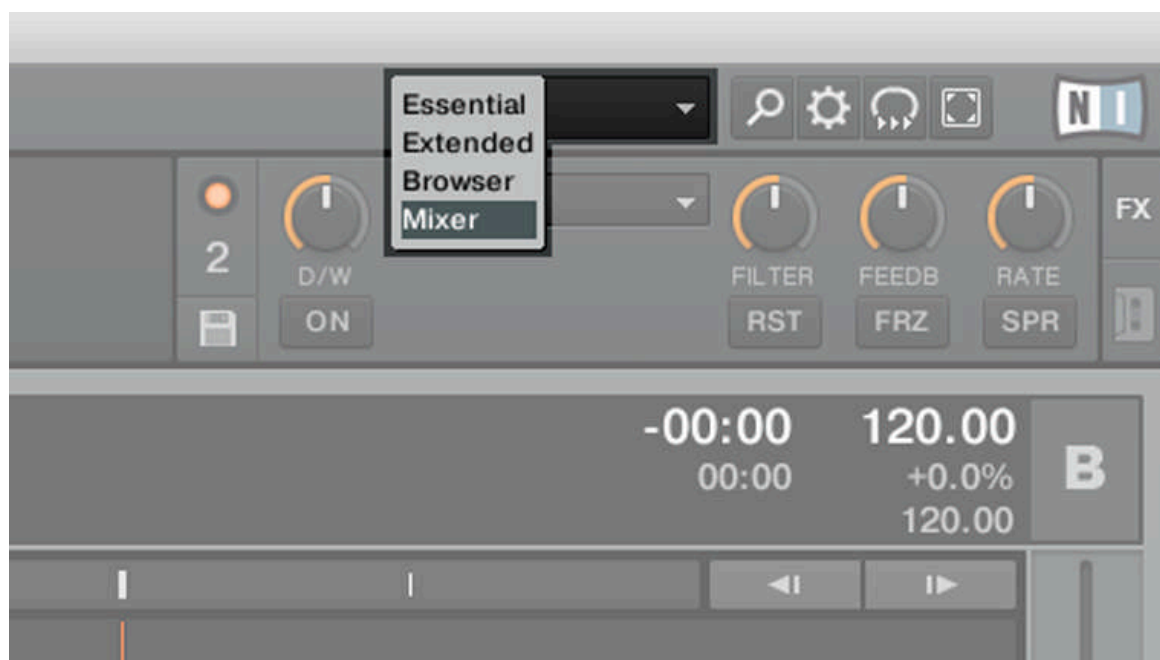 Essential
Extended
Browser
Mixer
NI
2
D/W
ON
FILTER
FEEDB
RATE
RST
FRZ
SPR
FX
-00:00
120.00
00:00
+0.0%
120.00
B